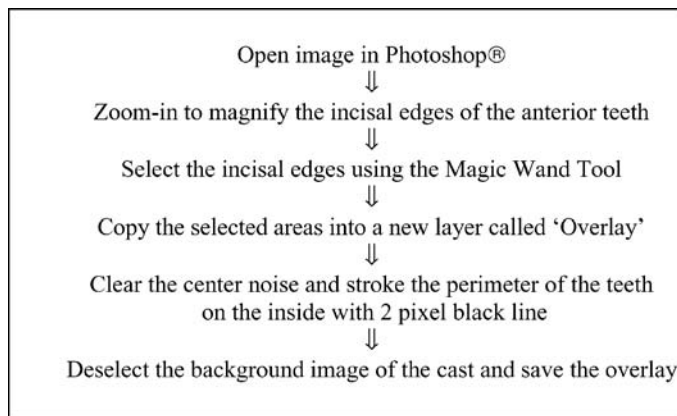 Open image in Photoshop®
⇓
Zoom-in to magnify the incisal edges of the anterior teeth
⇓
Select the incisal edges using the Magic Wand Tool
⇓
Copy the selected areas into a new layer called ‘Overlay’
⇓
Clear the center noise and stroke the perimeter of the teeth
on the inside with 2 pixel black line
⇓
Deselect the background image of the cast and save the overlay